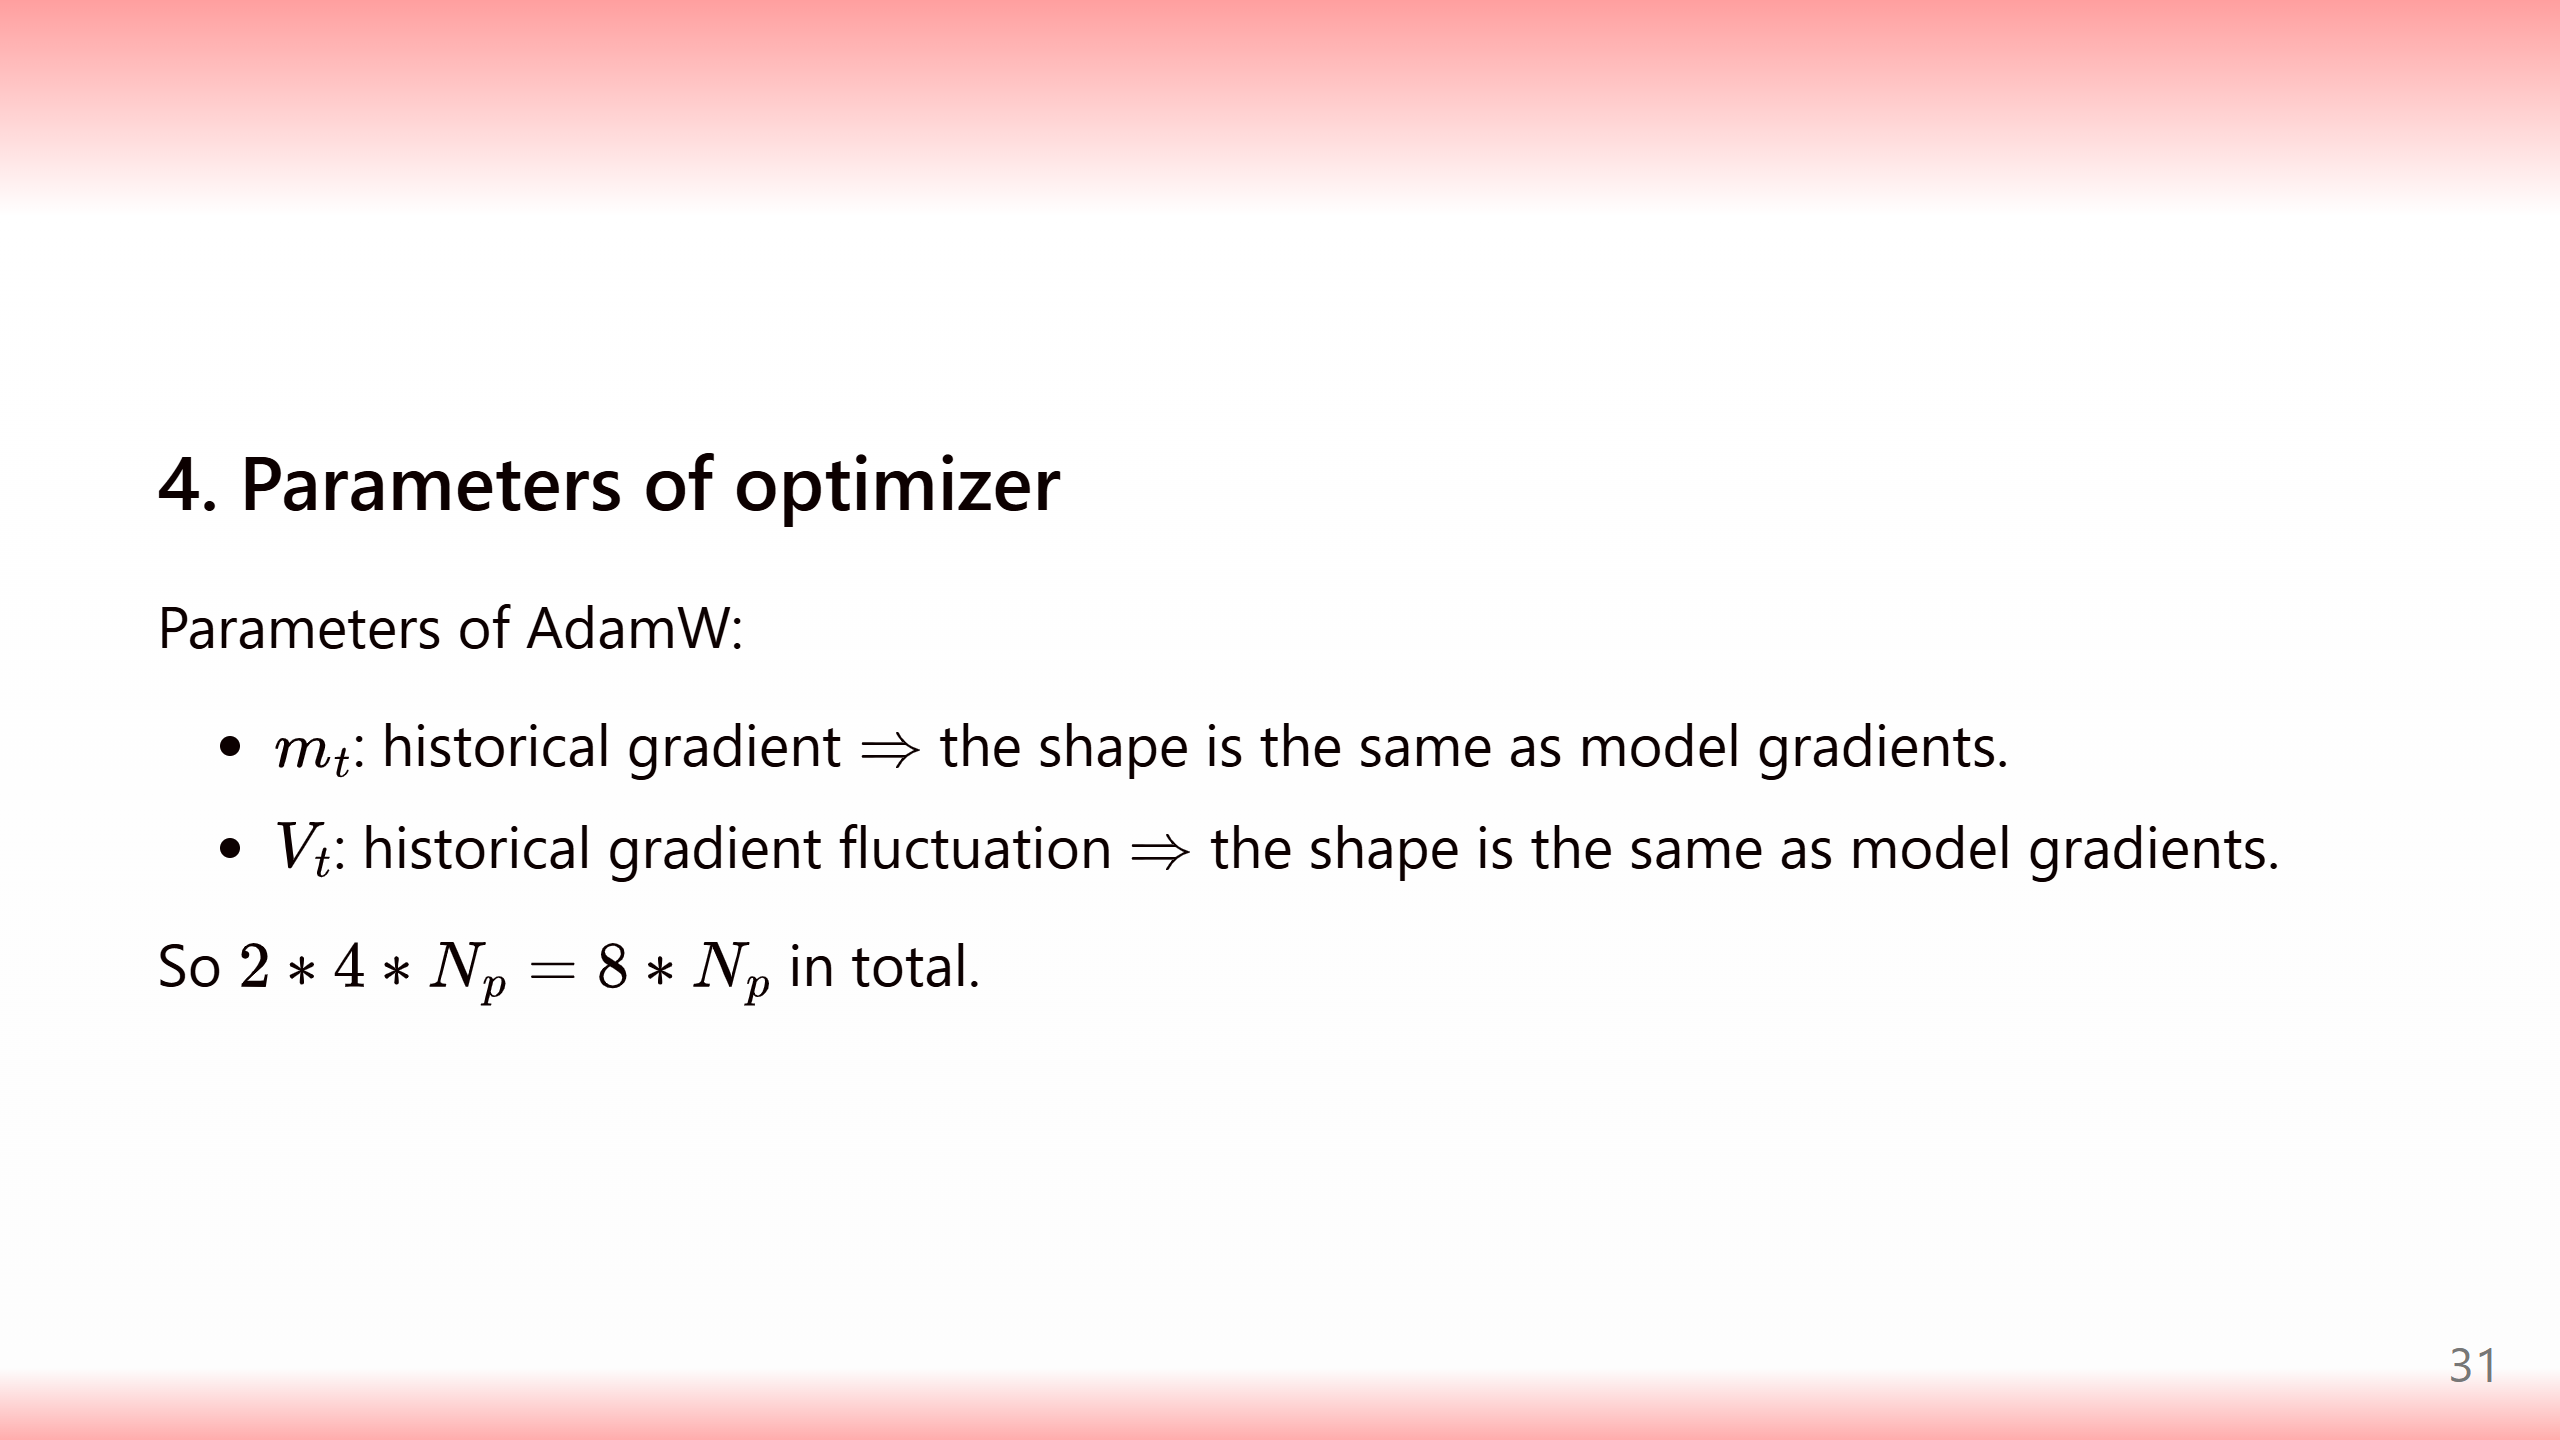 4. Parameters of optimizer
Parameters of AdamW:
• $m_t$: historical gradient ⇒ the shape is the same as model gradients.
• $V_t$: historical gradient fluctuation ⇒ the shape is the same as model gradients.
So $2 * 4 * N_p = 8 * N_p$ in total.
31